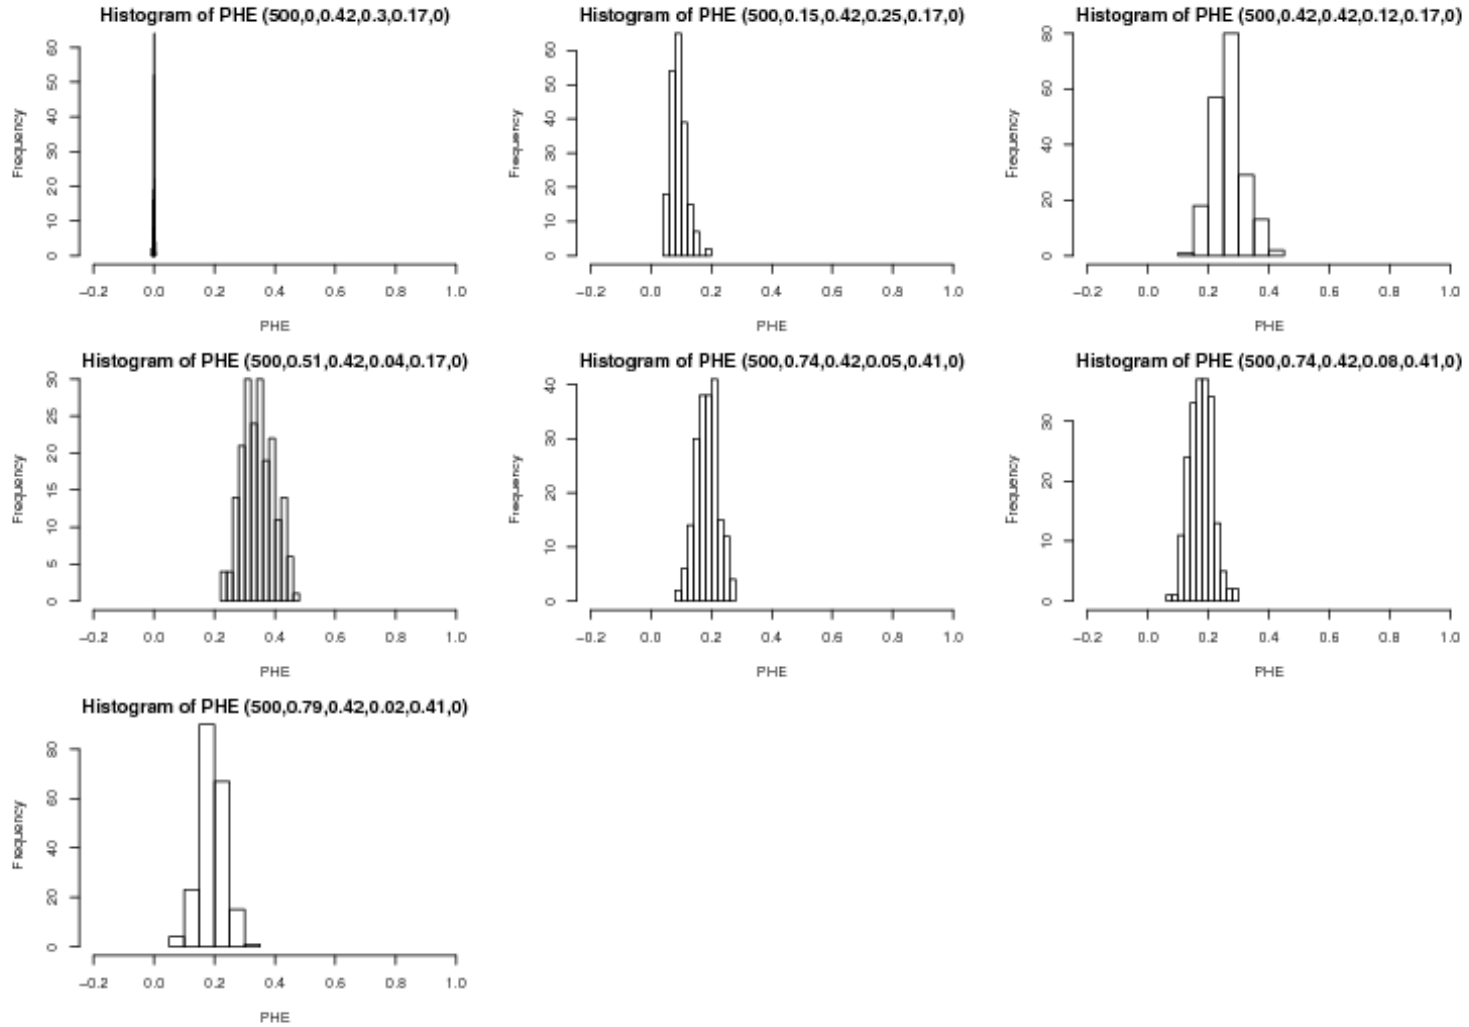 Histogram of PHE (500,0,0.42,0.3,0.17,0)
Frequency
0 10 20 30 40 50 60
−0.2 0.0 0.2 0.4 0.6 0.8 1.0
PHE
Histogram of PHE (500,0.15,0.42,0.25,0.17,0)
Frequency
0 10 20 30 40 50 60
−0.2 0.0 0.2 0.4 0.6 0.8 1.0
PHE
Histogram of PHE (500,0.42,0.42,0.12,0.17,0)
Frequency
0 20 40 60 80
−0.2 0.0 0.2 0.4 0.6 0.8 1.0
PHE
Histogram of PHE (500,0.51,0.42,0.04,0.17,0)
Frequency
0 5 10 15 20 25 30
−0.2 0.0 0.2 0.4 0.6 0.8 1.0
PHE
Histogram of PHE (500,0.74,0.42,0.05,0.41,0)
Frequency
0 10 20 30 40
−0.2 0.0 0.2 0.4 0.6 0.8 1.0
PHE
Histogram of PHE (500,0.74,0.42,0.08,0.41,0)
Frequency
0 10 20 30
−0.2 0.0 0.2 0.4 0.6 0.8 1.0
PHE
Histogram of PHE (500,0.79,0.42,0.02,0.41,0)
Frequency
0 20 40 60 80
−0.2 0.0 0.2 0.4 0.6 0.8 1.0
PHE